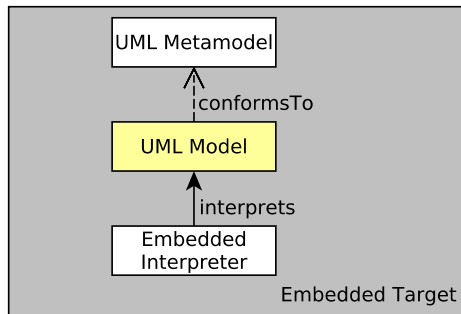 UML Metamodel
conformsTo
UML Model
interprets
Embedded
Interpreter
Embedded Target